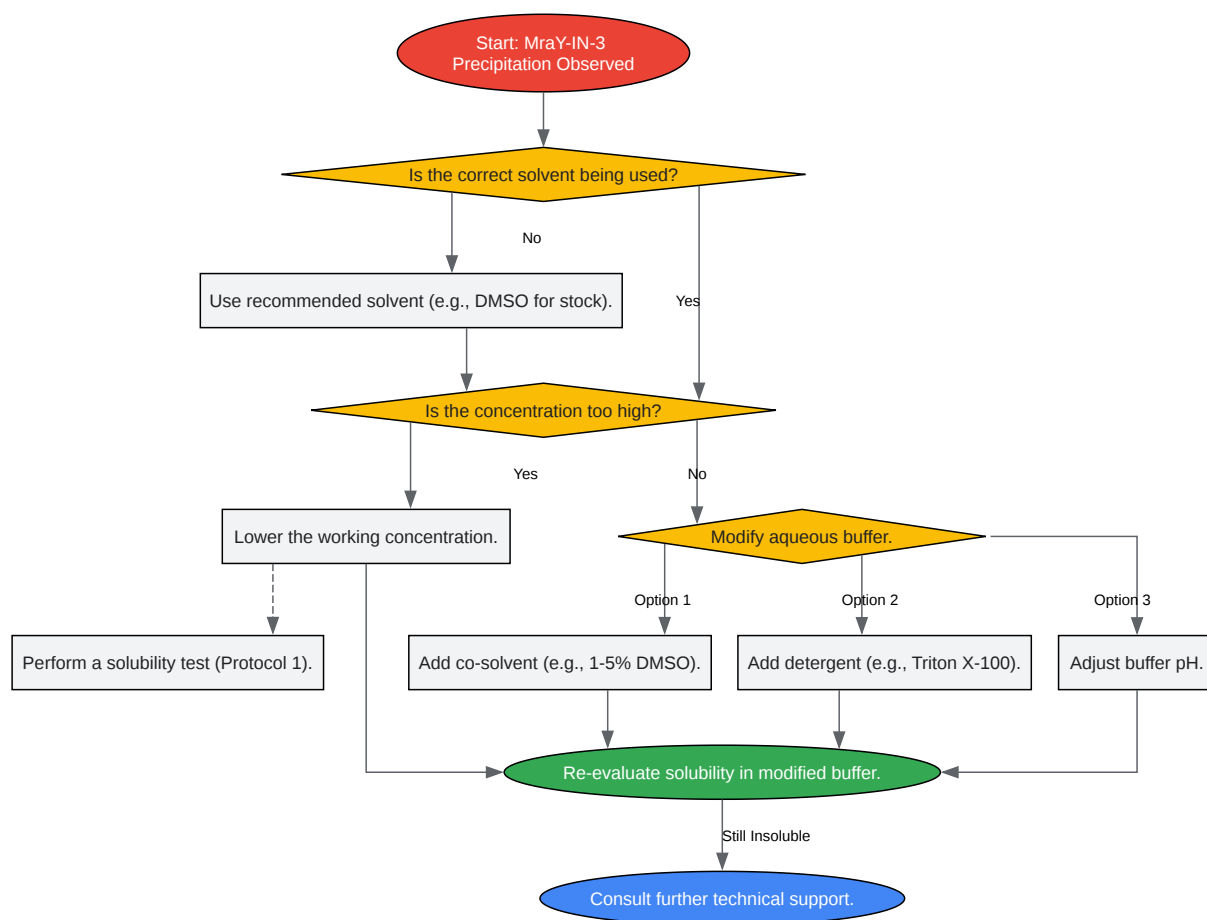 Start: MraY-IN-3
Precipitation Observed
Is the correct solvent being used?
No
Use recommended solvent (e.g., DMSO for stock).
Yes
Is the concentration too high?
Yes
No
Lower the working concentration.
Modify aqueous buffer.
Option 1
Option 2
Option 3
Perform a solubility test (Protocol 1).
Add co-solvent (e.g., 1-5% DMSO).
Add detergent (e.g., Triton X-100).
Adjust buffer pH.
Re-evaluate solubility in modified buffer.
Still Insoluble
Consult further technical support.